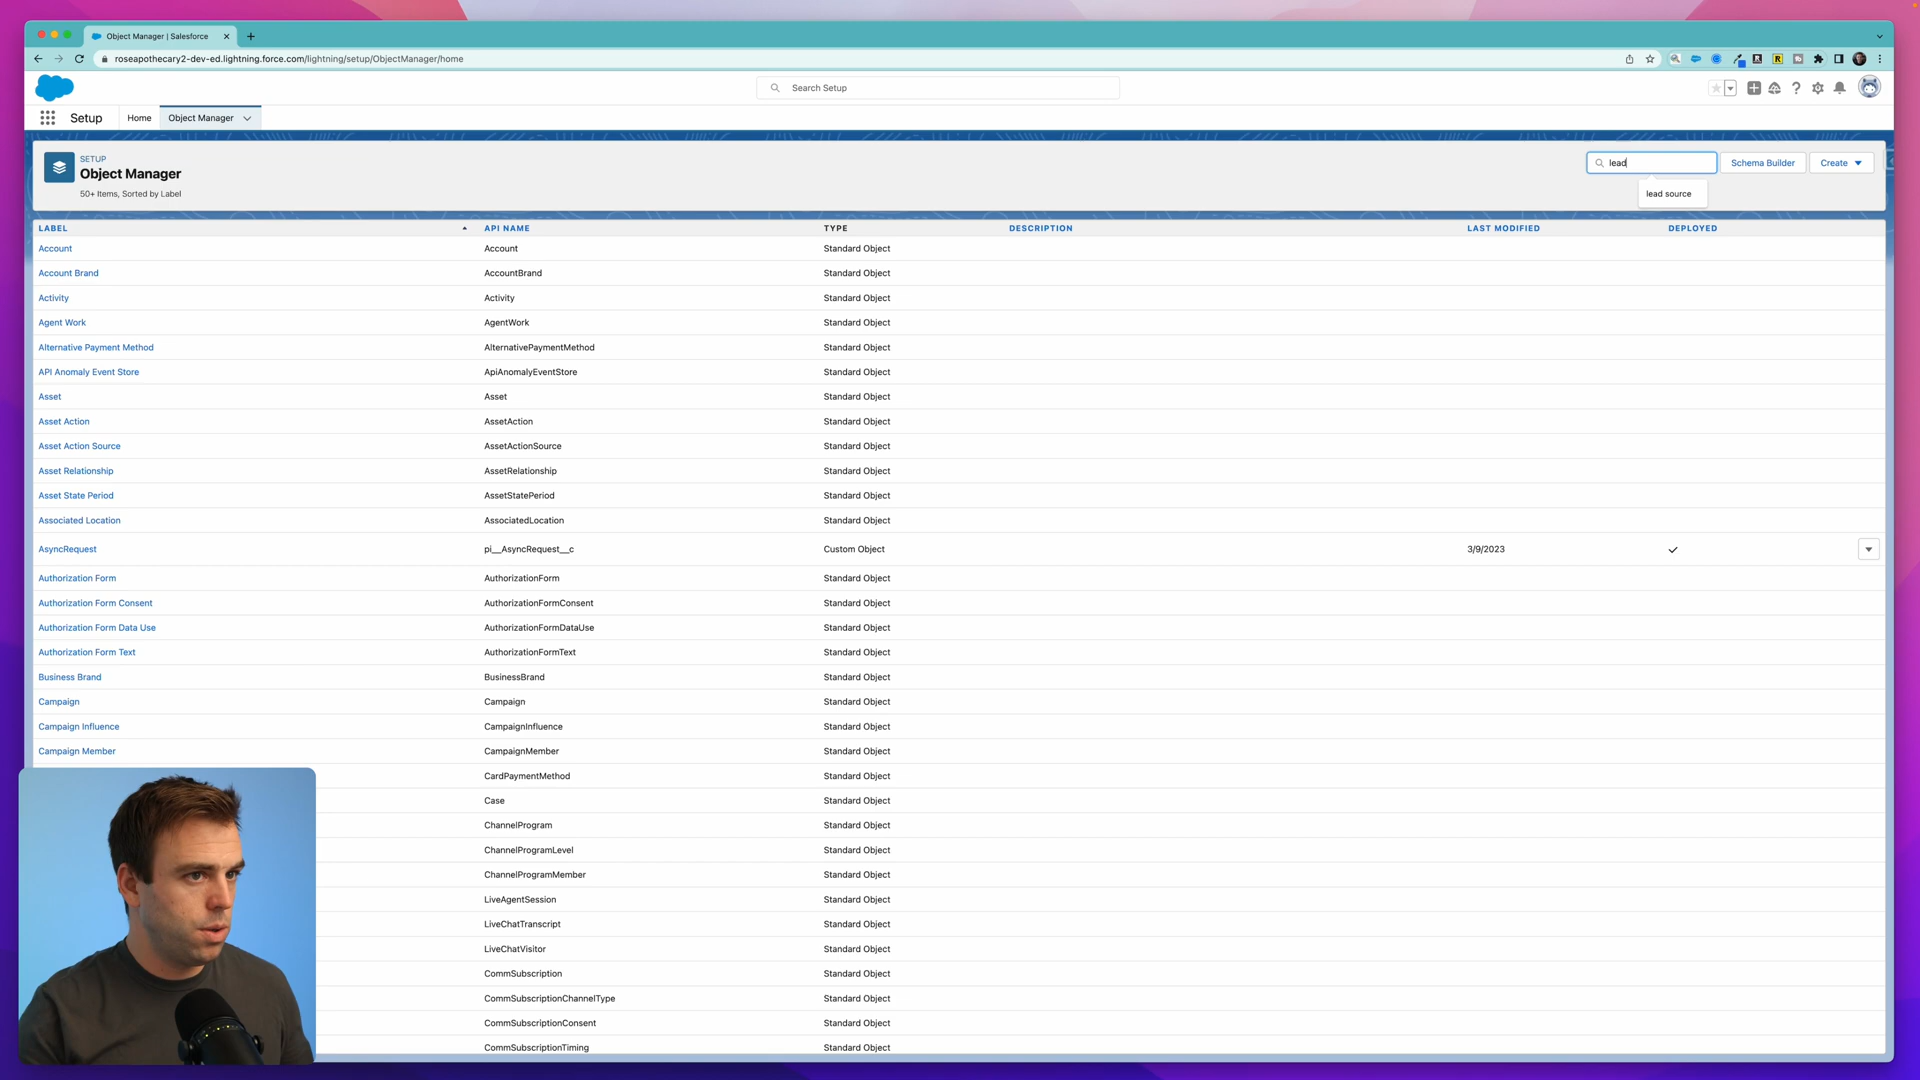 Object Manager | Salesforce
roseapothecary2-dev-ed.lightning.force.com/lightning/setup/ObjectManager/home
Search Setup
Setup
Home
Object Manager
SETUP
Object Manager
50+ Items, Sorted by Label
lead
Schema Builder
Create
lead source
LABEL API NAME TYPE DESCRIPTION LAST MODIFIED DEPLOYED
Account Account Standard Object
Account Brand AccountBrand Standard Object
Activity Activity Standard Object
Agent Work AgentWork Standard Object
Alternative Payment Method AlternativePaymentMethod Standard Object
API Anomaly Event Store ApiAnomalyEventStore Standard Object
Asset Asset Standard Object
Asset Action AssetAction Standard Object
Asset Action Source AssetActionSource Standard Object
Asset Relationship AssetRelationship Standard Object
Asset State Period AssetStatePeriod Standard Object
Associated Location AssociatedLocation Standard Object
AsyncRequest pi__AsyncRequest__c Custom Object 3/9/2023
Authorization Form AuthorizationForm Standard Object
Authorization Form Consent AuthorizationFormConsent Standard Object
Authorization Form Data Use AuthorizationFormDataUse Standard Object
Authorization Form Text AuthorizationFormText Standard Object
Business Brand BusinessBrand Standard Object
Campaign Campaign Standard Object
Campaign Influence CampaignInfluence Standard Object
Campaign Member CampaignMember Standard Object
CardPaymentMethod Standard Object
Case Standard Object
ChannelProgram Standard Object
ChannelProgramLevel Standard Object
ChannelProgramMember Standard Object
LiveAgentSession Standard Object
LiveChatTranscript Standard Object
LiveChatVisitor Standard Object
CommSubscription Standard Object
CommSubscriptionChannelType Standard Object
CommSubscriptionConsent Standard Object
CommSubscriptionTiming Standard Object